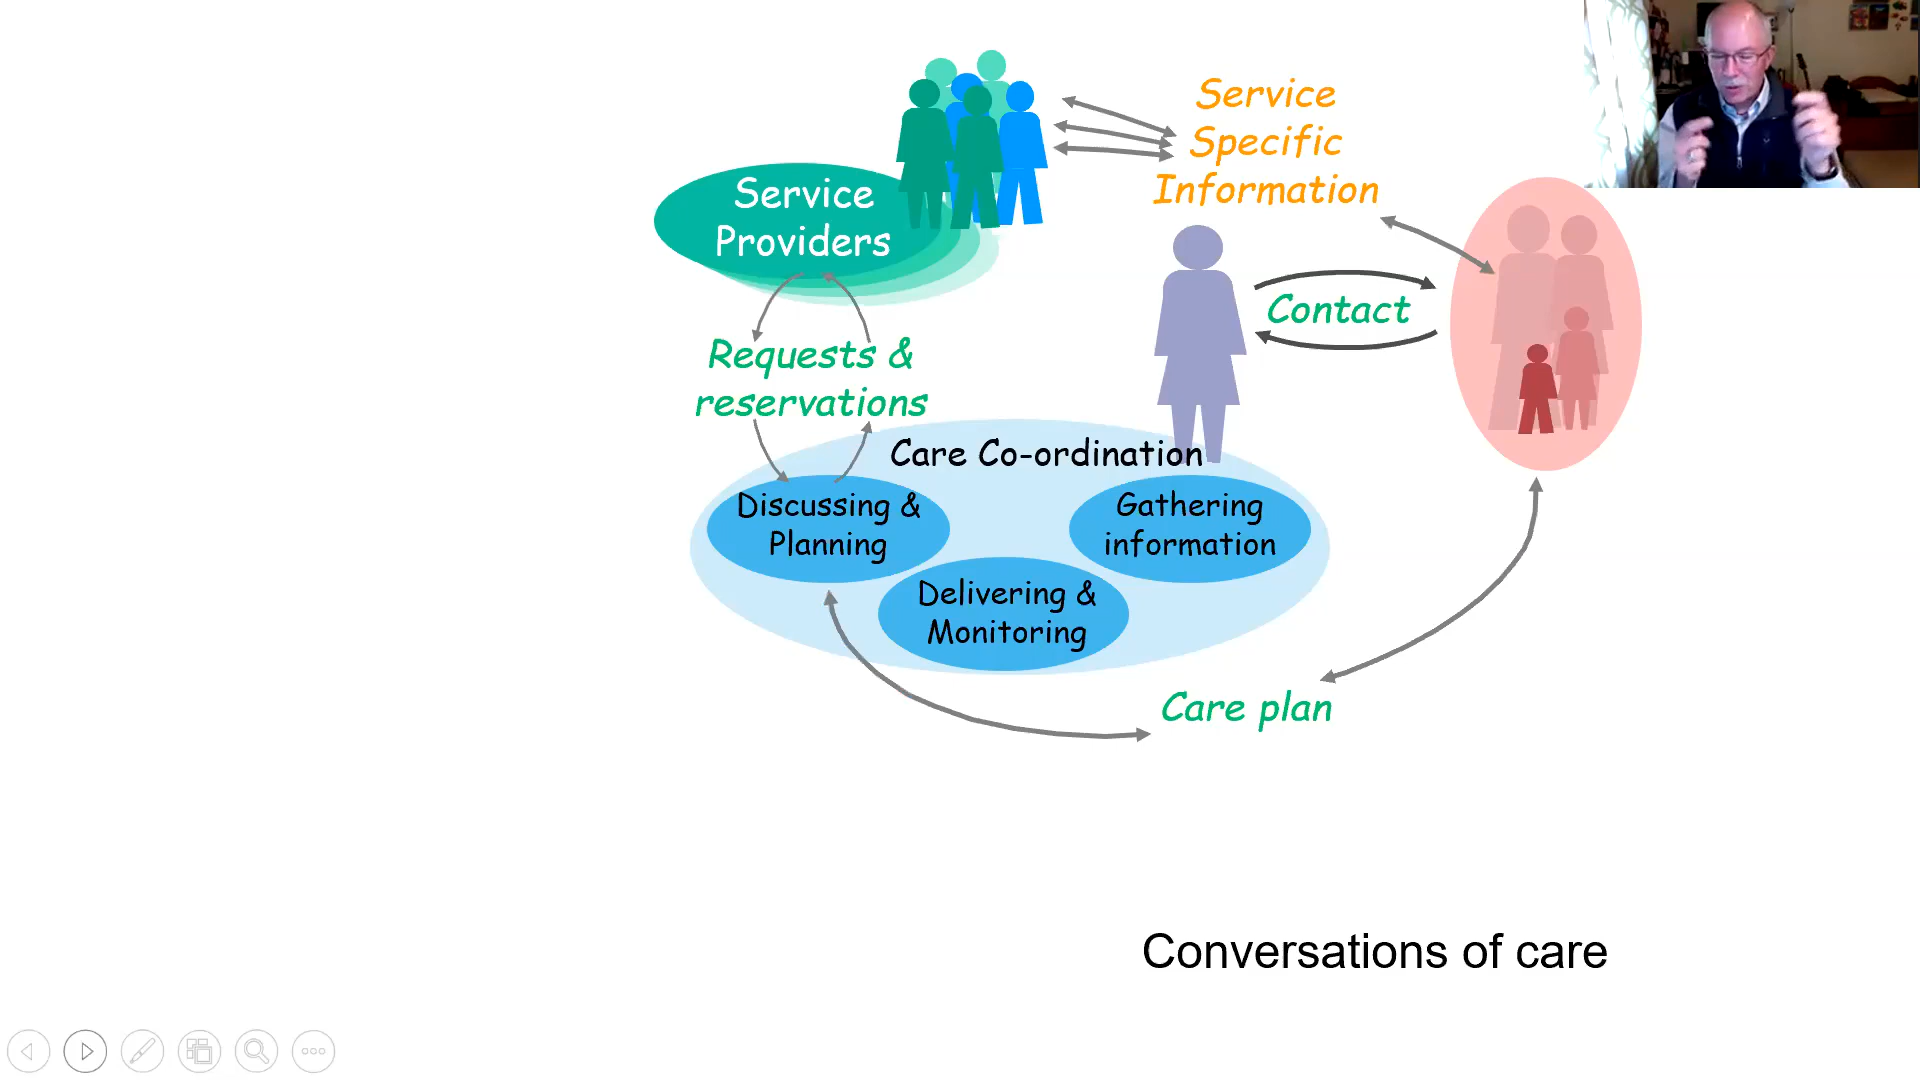 Service
Specific
Information
Service
Providers
Contact
Requests &
reservations
Care Co-ordination
Discussing &
Planning
Gathering
information
Delivering &
Monitoring
Care plan
Conversations of care